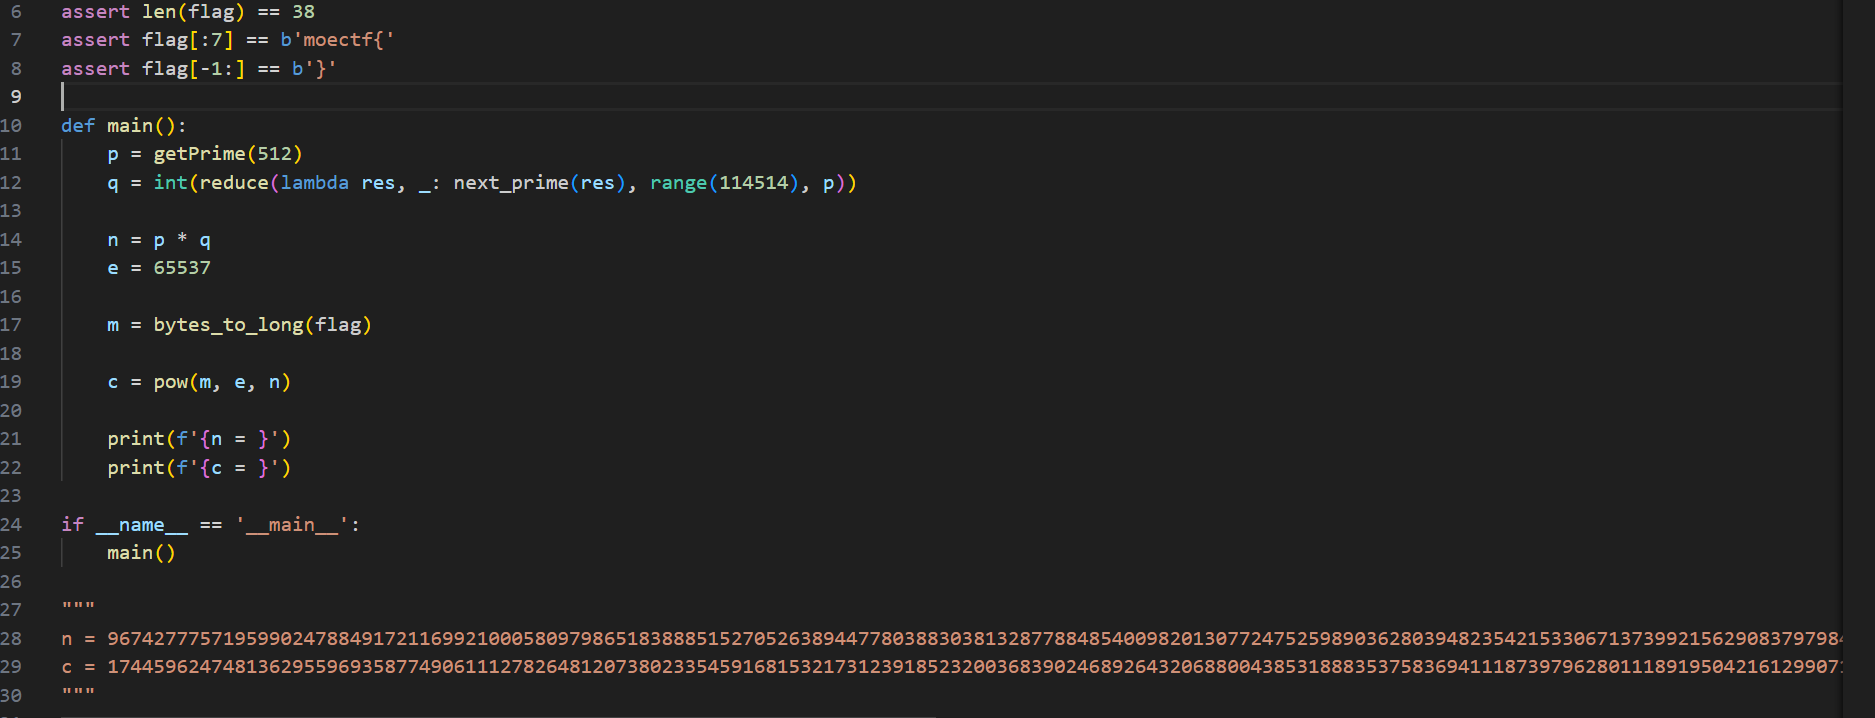 6 assert len(flag) == 38
7 assert flag[:7] == b'moectf{'
8 assert flag[-1:] == b'}'
9
10 def main():
11     p = getPrime(512)
12     q = int(reduce(lambda res, _: next_prime(res), range(114514), p))
13
14     n = p * q
15     e = 65537
16
17     m = bytes_to_long(flag)
18
19     c = pow(m, e, n)
20
21     print(f'{n = }')
22     print(f'{c = }')
23
24 if __name__ == '__main__':
25     main()
26
27 """
28 n = 967427775719599024788491721169921000580979865183888515270526389447780388303813287788485400982013077247525989036280394823542153306713739921562908379798
29 c = 17445962474813629559693587749061112782648120738023354591681532173123918523200368390246892643206880043853188835375836941118739796280111891950421612990
30 """